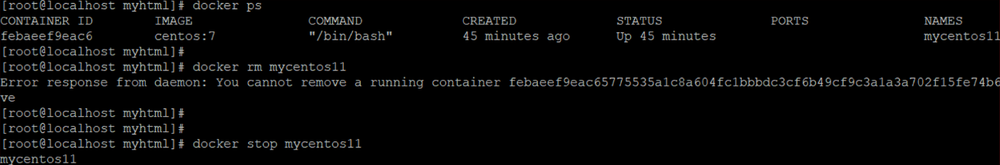 [root@localhost myhtml]# docker ps
CONTAINER ID        IMAGE               COMMAND             CREATED             STATUS              PORTS               NAMES
febaeef9eac6        centos:7            "/bin/bash"         45 minutes ago      Up 45 minutes                           mycentos11
[root@localhost myhtml]#
[root@localhost myhtml]# docker rm mycentos11
Error response from daemon: You cannot remove a running container febaeef9eac65775535a1c8a604fc1bbbdc3cf6b49cf9c3a1a3a702f15fe74b6
ve
[root@localhost myhtml]#
[root@localhost myhtml]#
[root@localhost myhtml]# docker stop mycentos11
mycentos11